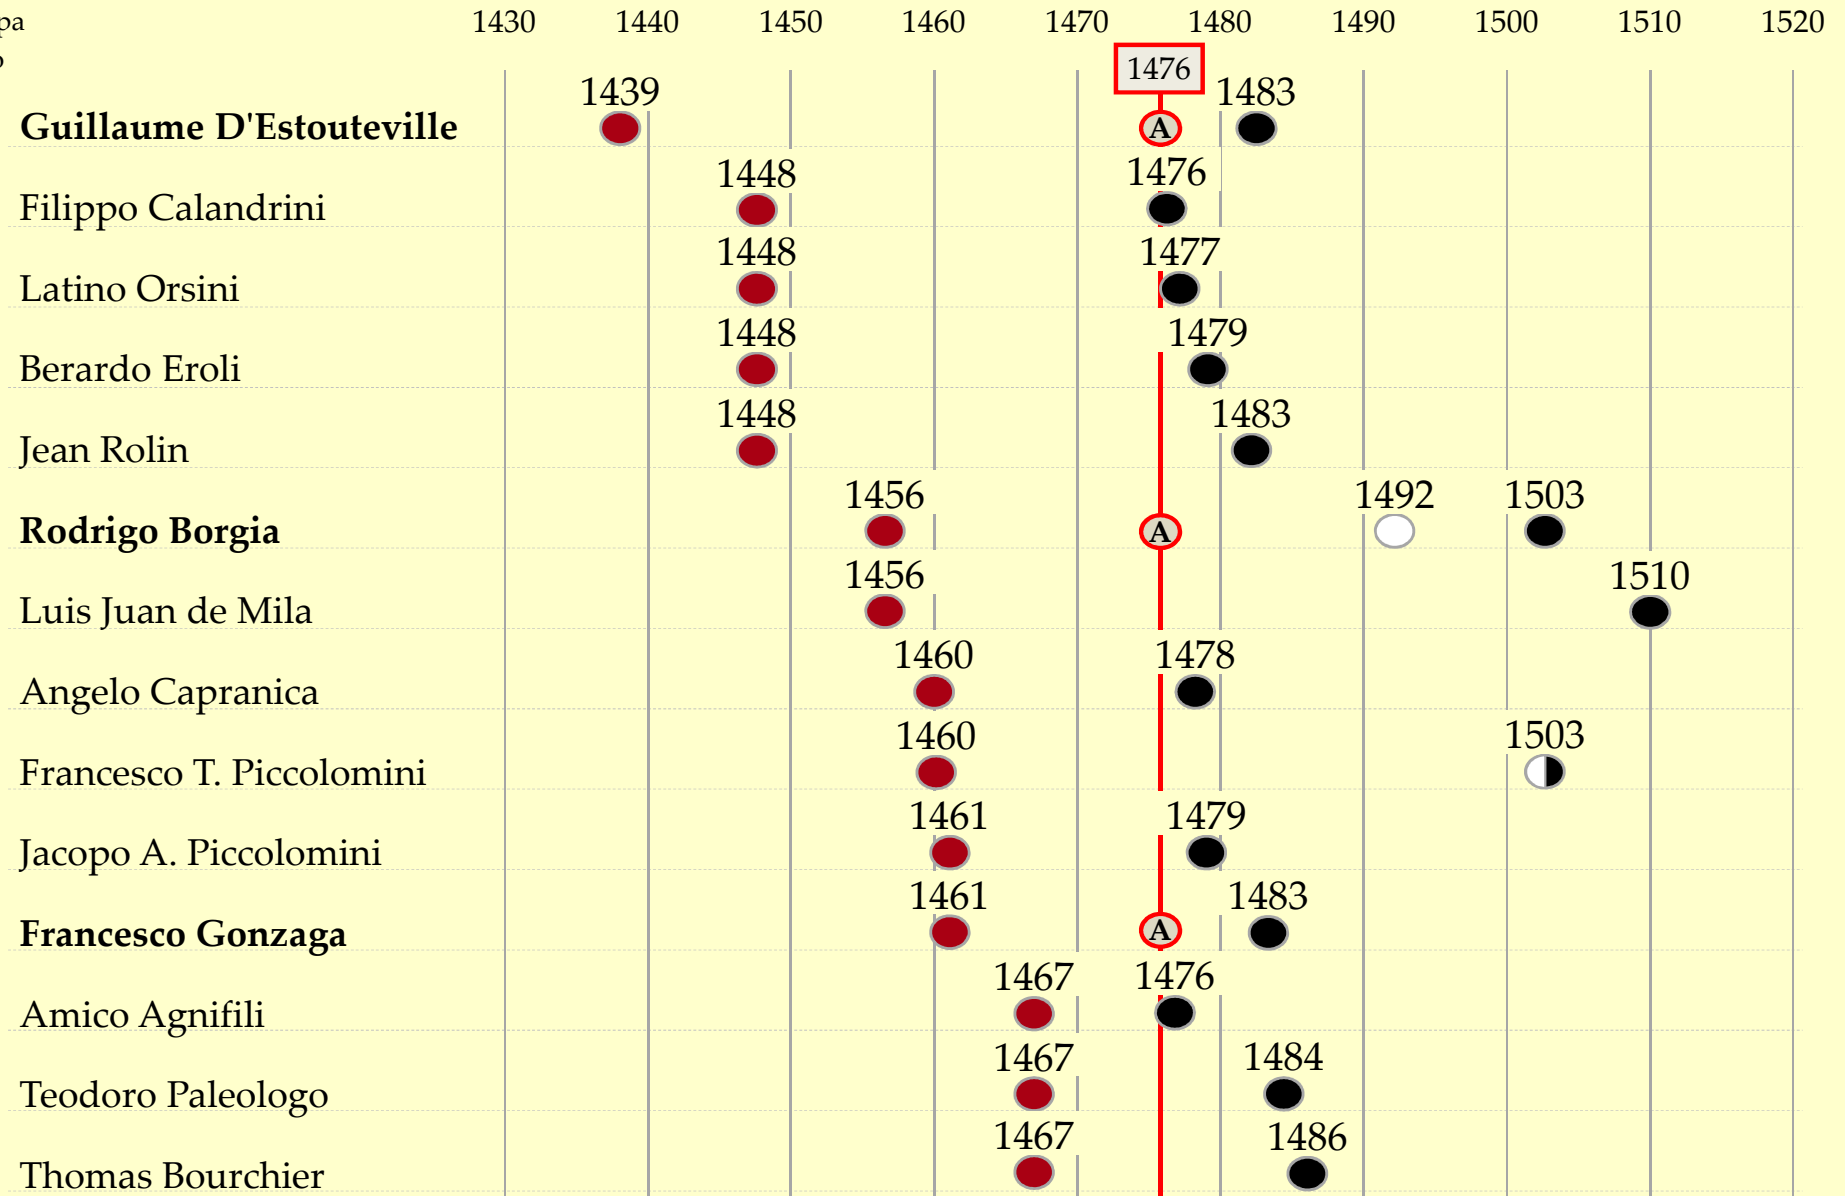 pa 1430 1440 1450 1460 1470 1480 1490 1500 1510 1520
1476
1439 1483
Guillaume D'Estouteville A
1448 1476
Filippo Calandrini
1448 1477
Latino Orsini
1448 1479
Berardo Eroli
1448 1483
Jean Rolin
1456 1492 1503
Rodrigo Borgia A
1456 1510
Luis Juan de Mila
1460 1478
Angelo Capranica
1460 1503
Francesco T. Piccolomini
1461 1479
Jacopo A. Piccolomini
1461 1483
Francesco Gonzaga A
1467 1476
Amico Agnifili
1467 1484
Teodoro Paleologo
1467 1486
Thomas Bourchier